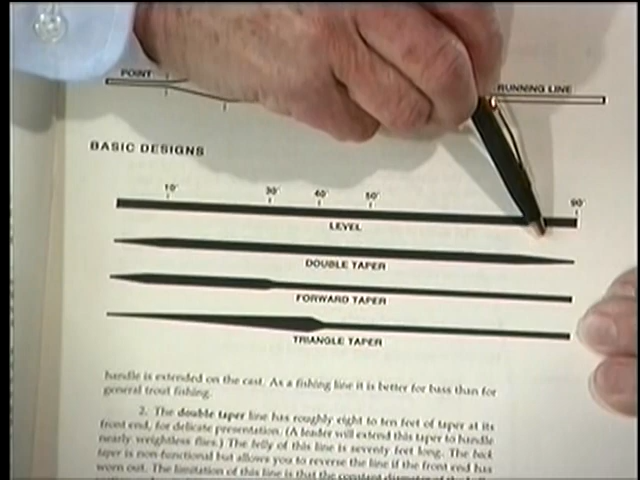 POINT
RUNNING LINE
BASIC DESIGNS
10' 30' 40' 50' 90'
LEVEL
DOUBLE TAPER
FORWARD TAPER
TRIANGLE TAPER
handle is extended on the cast. As a fishing line it is better for bass than for
general trout fishing.
2. The double taper line has roughly eight to ten feet of taper at its
front end, for delicate presentation. (A leader will extend this taper to handle
nearly weightless flies.) The belly of this line is seventy feet long. The back
taper is non-functional but allows you to reverse the line if the front end has
worn out. The limitation of this line is that the constant diameter of the